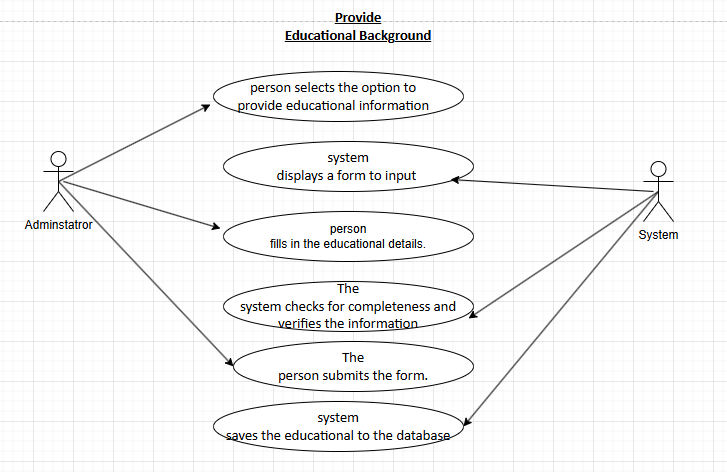 Provide
Educational Background
person selects the option to
provide educational information
system
displays a form to input
Adminstatror
person
fills in the educational details.
System
The
system checks for completeness and
verifies the information
The
person submits the form.
system
saves the educational to the database